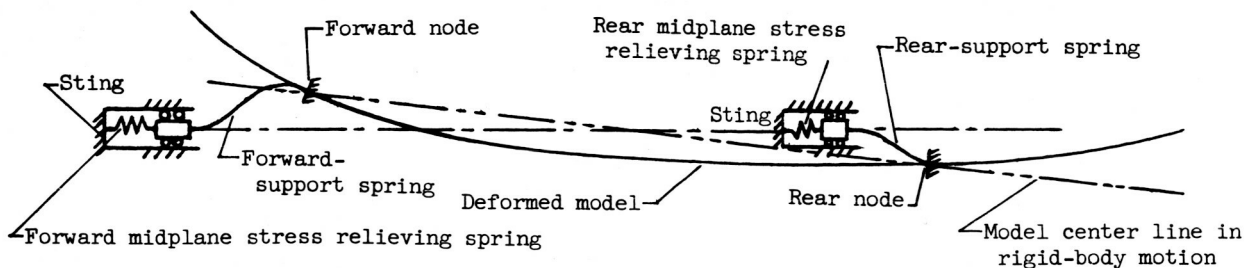 Forward node
Rear midplane stress
relieving spring
Rear-support spring
Sting
Sting
Forward-
support spring
Deformed model
Rear node
Forward midplane stress relieving spring
Model center line in
rigid-body motion